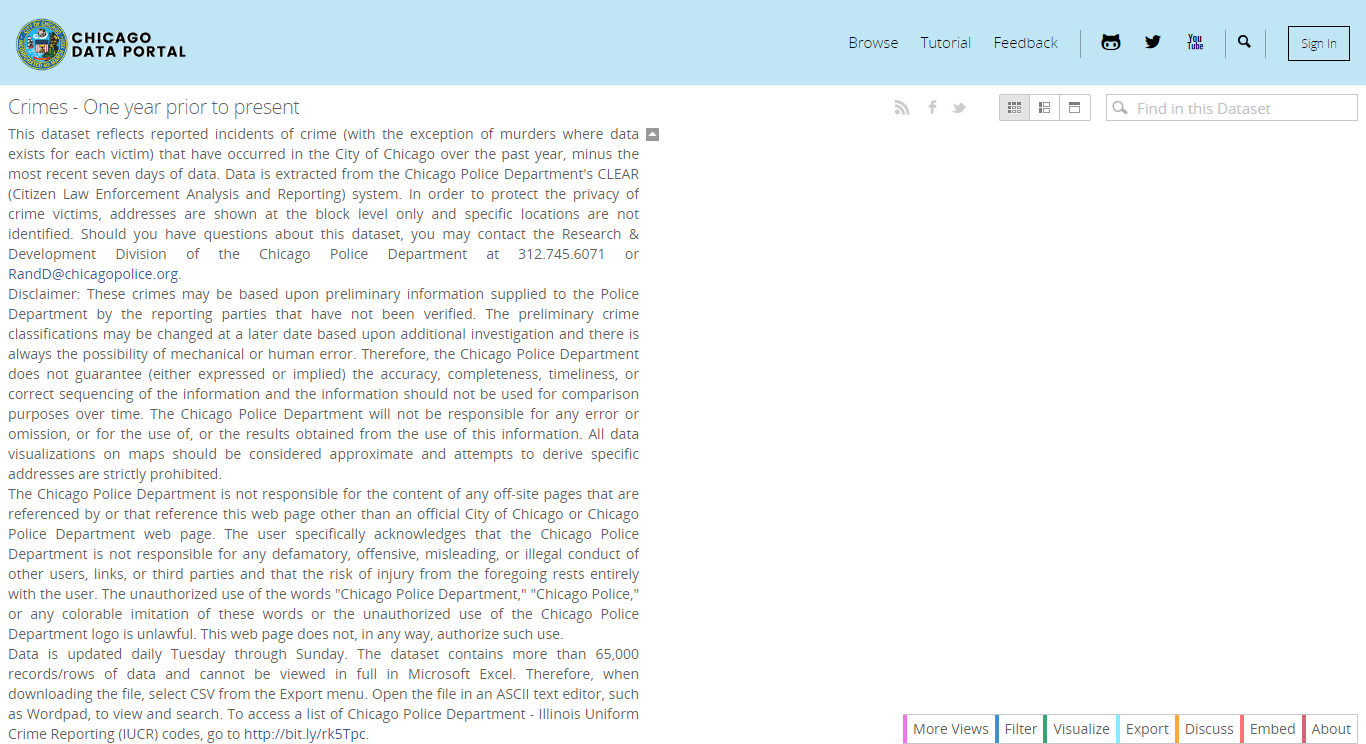 CHICAGO
DATA PORTAL
Browse Tutorial Feedback You Tube Sign In
Crimes - One year prior to present
Find in this Dataset
This dataset reflects reported incidents of crime (with the exception of murders where data
exists for each victim) that have occurred in the City of Chicago over the past year, minus the
most recent seven days of data. Data is extracted from the Chicago Police Department's CLEAR
(Citizen Law Enforcement Analysis and Reporting) system. In order to protect the privacy of
crime victims, addresses are shown at the block level only and specific locations are not
identified. Should you have questions about this dataset, you may contact the Research &
Development Division of the Chicago Police Department at 312.745.6071 or
RandD@chicagopolice.org.
Disclaimer: These crimes may be based upon preliminary information supplied to the Police
Department by the reporting parties that have not been verified. The preliminary crime
classifications may be changed at a later date based upon additional investigation and there is
always the possibility of mechanical or human error. Therefore, the Chicago Police Department
does not guarantee (either expressed or implied) the accuracy, completeness, timeliness, or
correct sequencing of the information and the information should not be used for comparison
purposes over time. The Chicago Police Department will not be responsible for any error or
omission, or for the use of, or the results obtained from the use of this information. All data
visualizations on maps should be considered approximate and attempts to derive specific
addresses are strictly prohibited.
The Chicago Police Department is not responsible for the content of any off-site pages that are
referenced by or that reference this web page other than an official City of Chicago or Chicago
Police Department web page. The user specifically acknowledges that the Chicago Police
Department is not responsible for any defamatory, offensive, misleading, or illegal conduct of
other users, links, or third parties and that the risk of injury from the foregoing rests entirely
with the user. The unauthorized use of the words "Chicago Police Department," "Chicago Police,"
or any colorable imitation of these words or the unauthorized use of the Chicago Police
Department logo is unlawful. This web page does not, in any way, authorize such use.
Data is updated daily Tuesday through Sunday. The dataset contains more than 65,000
records/rows of data and cannot be viewed in full in Microsoft Excel. Therefore, when
downloading the file, select CSV from the Export menu. Open the file in an ASCII text editor, such
as Wordpad, to view and search. To access a list of Chicago Police Department - Illinois Uniform
Crime Reporting (IUCR) codes, go to http://bit.ly/rk5Tpc.
More Views Filter Visualize Export Discuss Embed About